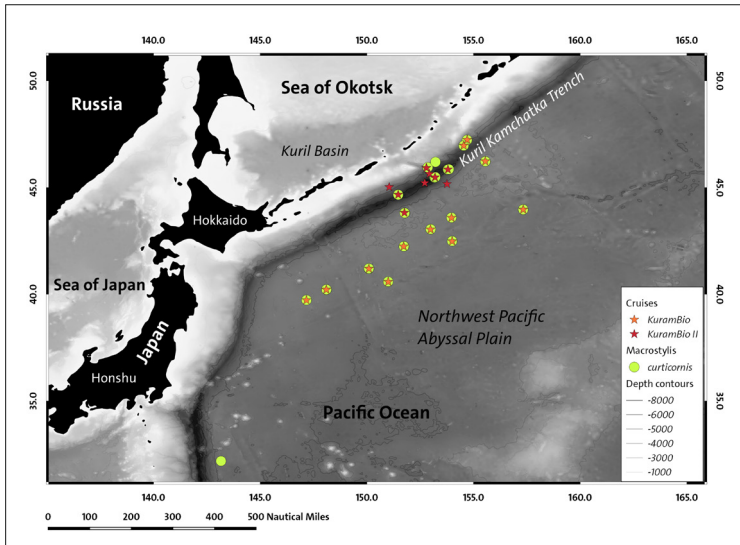 140.0 145.0 150.0 155.0 160.0 165.0
50.0 50.0
Russia
Sea of Okotsk
Kuril Basin
Kuril Kamchatka Trench
45.0 45.0
Hokkaido
Sea of Japan
40.0 40.0
Japan
Honshu
Northwest Pacific
Abyssal Plain
35.0 35.0
Pacific Ocean
Cruises
KuramBio
KuramBio II
Macrostylis
curticornis
Depth contours
-8000
-6000
-5000
-4000
-3000
-1000
140.0 145.0 150.0 155.0 160.0 165.0
0 100 200 300 400 500 Nautical Miles